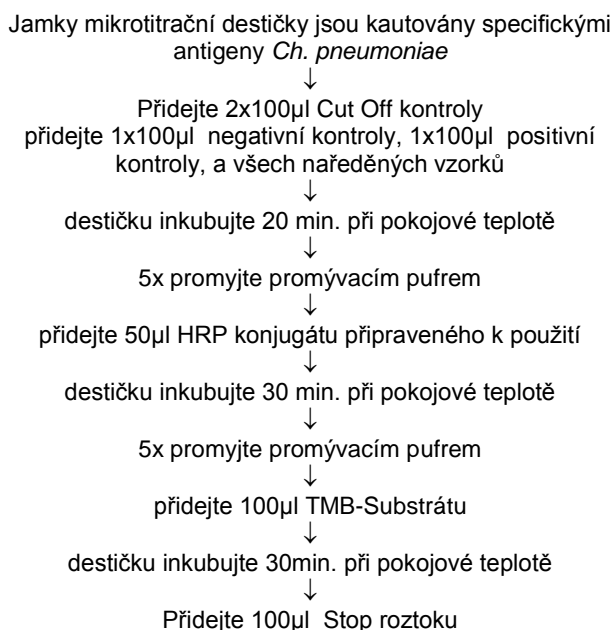 Jamky mikrotitrační destičky jsou kautovány specifickými
antigeny Ch. pneumoniae
↓
Přidejte 2x100µl Cut Off kontroly
přidejte 1x100µl negativní kontroly, 1x100µl positivní
kontroly, a všech naředěných vzorků
↓
destičku inkubujte 20 min. při pokojové teplotě
↓
5x promyjte promývacím pufrem
↓
přidejte 50µl HRP konjugátu připraveného k použití
↓
destičku inkubujte 30 min. při pokojové teplotě
↓
5x promyjte promývacím pufrem
↓
přidejte 100µl TMB-Substrátu
↓
destičku inkubujte 30min. při pokojové teplotě
↓
Přidejte 100µl Stop roztoku